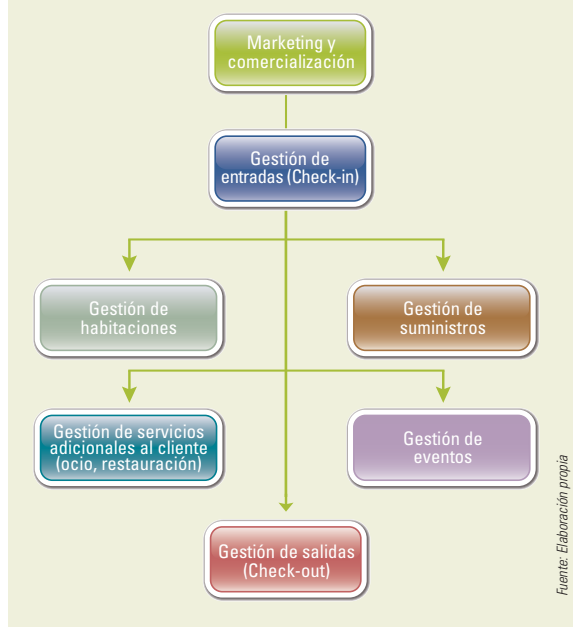 Marketing y
comercialización
Gestión de
entradas (Check-in)
Gestión de
habitaciones
Gestión de
suministros
Gestión de servicios
adicionales al cliente
(ocio, restauración)
Gestión de
eventos
Gestión de salidas
(Check-out)
Fuente: Elaboración propia